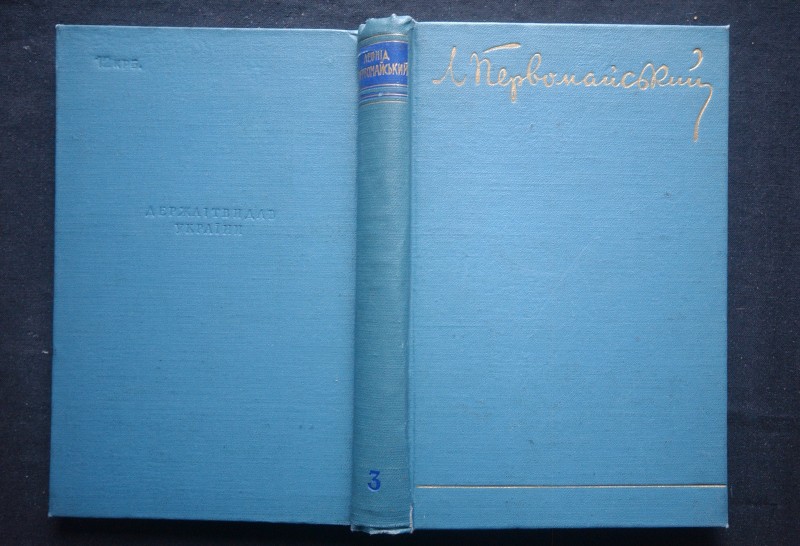 ДЕРЖЛІТВИДАВ
УКРАЇНИ
ЛЕОНІД
ПЕРВОМАЙСЬКИЙ
3
Л Первомайський